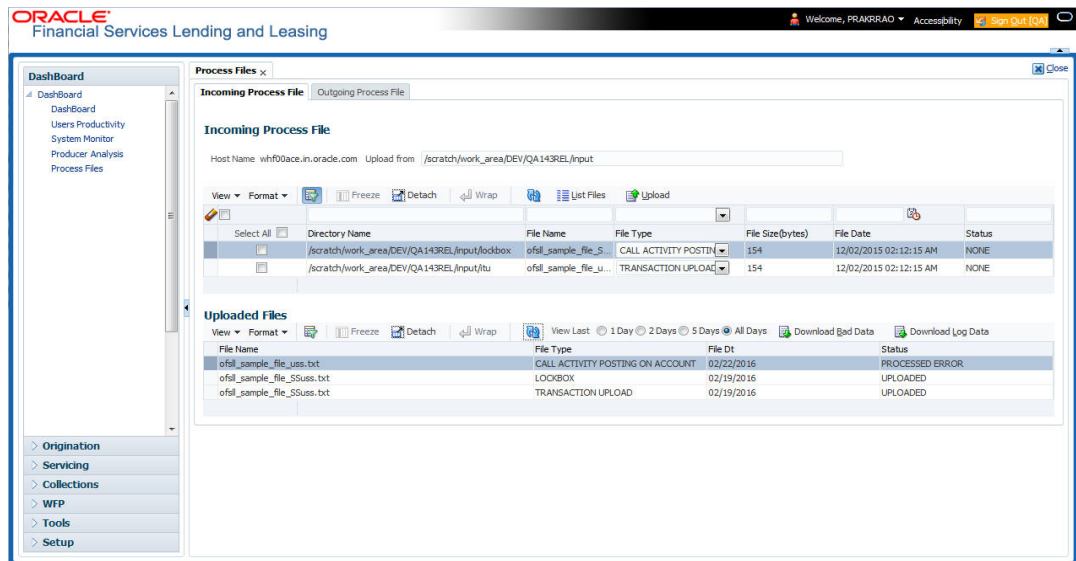 ORACLE
Financial Services Lending and Leasing
Welcome, PRAKRRAO Accessibility Sign Out [QA]
DashBoard
DashBoard
DashBoard
Users Productivity
System Monitor
Producer Analysis
Process Files
Origination
Servicing
Collections
WFP
Tools
Setup
Process Files
Close
Incoming Process File Outgoing Process File
Incoming Process File
Host Name whf00ace.in.oracle.com Upload from /scratch/work_area/DEV/QA143REL/input
View Format Freeze Detach Wrap List Files Upload
Select All Directory Name File Name File Type File Size(bytes) File Date Status
/scratch/work_area/DEV/QA143REL/input/lockbox ofsll_sample_file_S... CALL ACTIVITY POSTIN 154 12/02/2015 02:12:15 AM NONE
/scratch/work_area/DEV/QA143REL/input/itu ofsll_sample_file_u... TRANSACTION UPLOAD 154 12/02/2015 02:12:15 AM NONE
Uploaded Files
View Format Freeze Detach Wrap View Last 1 Day 2 Days 5 Days All Days Download Bad Data Download Log Data
File Name File Type File Dt Status
ofsll_sample_file_uss.txt CALL ACTIVITY POSTING ON ACCOUNT 02/22/2016 PROCESSED ERROR
ofsll_sample_file_SSuss.txt LOCKBOX 02/19/2016 UPLOADED
ofsll_sample_file_SSuss.txt TRANSACTION UPLOAD 02/19/2016 UPLOADED